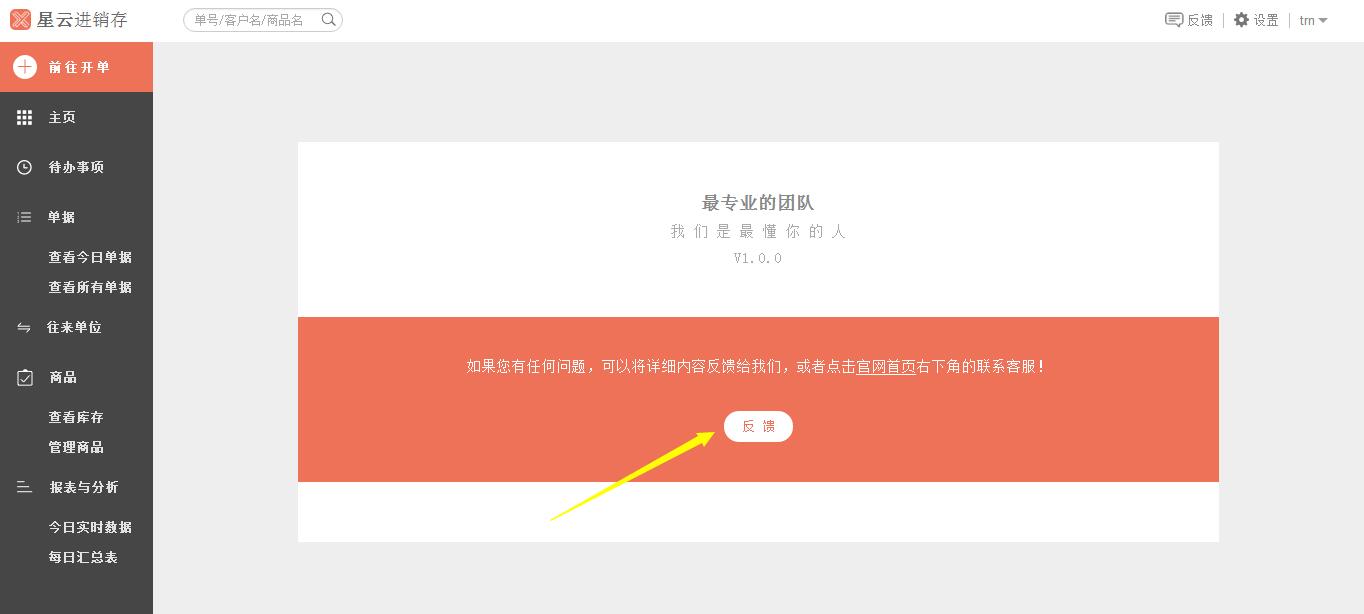 星云进销存
单号/客户名/商品名
反馈
设置
trn
前往开单
主页
待办事项
单据
查看今日单据
查看所有单据
往来单位
商品
查看库存
管理商品
报表与分析
今日实时数据
每日汇总表
最专业的团队
我们是最懂你的人
V1.0.0
如果您有任何问题，可以将详细内容反馈给我们，或者点击官网首页右下角的联系客服！
反馈